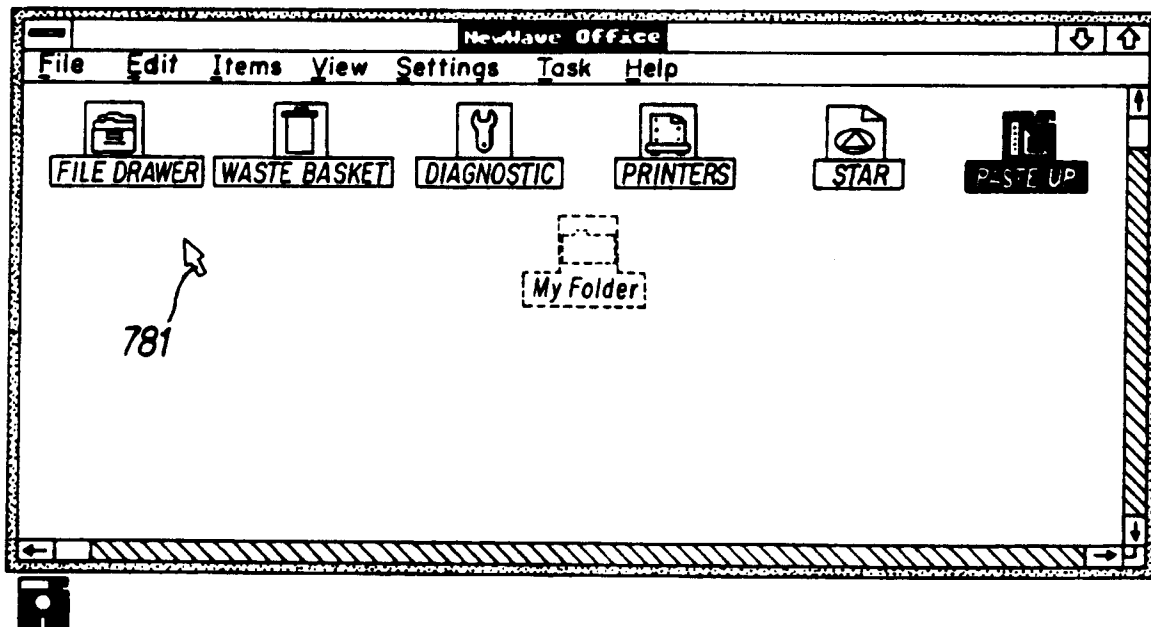 NewWave Office
File Edit Items View Settings Task Help
FILE DRAWER WASTE BASKET DIAGNOSTIC PRINTERS STAR PASTE UP
My Folder
781